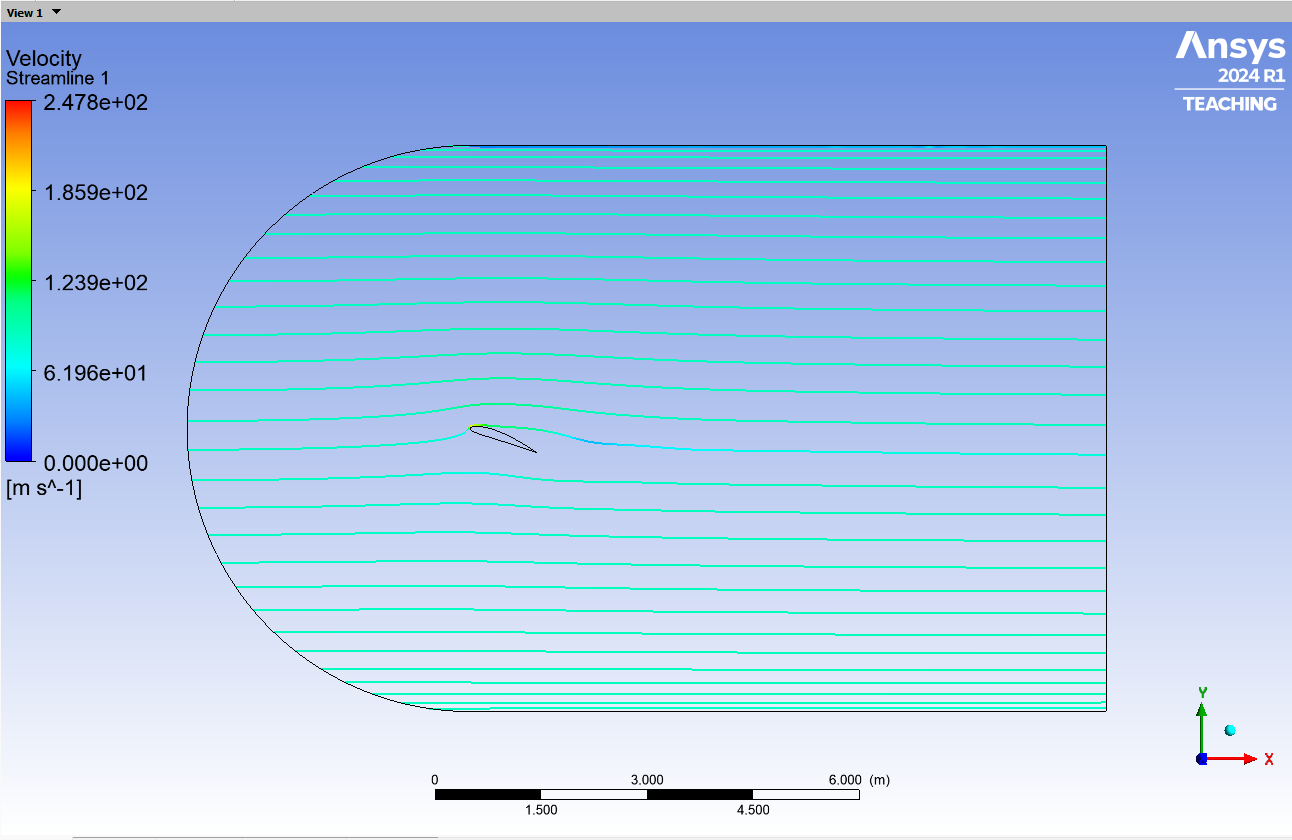 View 1
Ansys
2024 R1
TEACHING
Velocity
Streamline 1
2.478e+02
1.859e+02
1.239e+02
6.196e+01
0.000e+00
[m s^-1]
Y
X
0 3.000 6.000 (m)
1.500 4.500